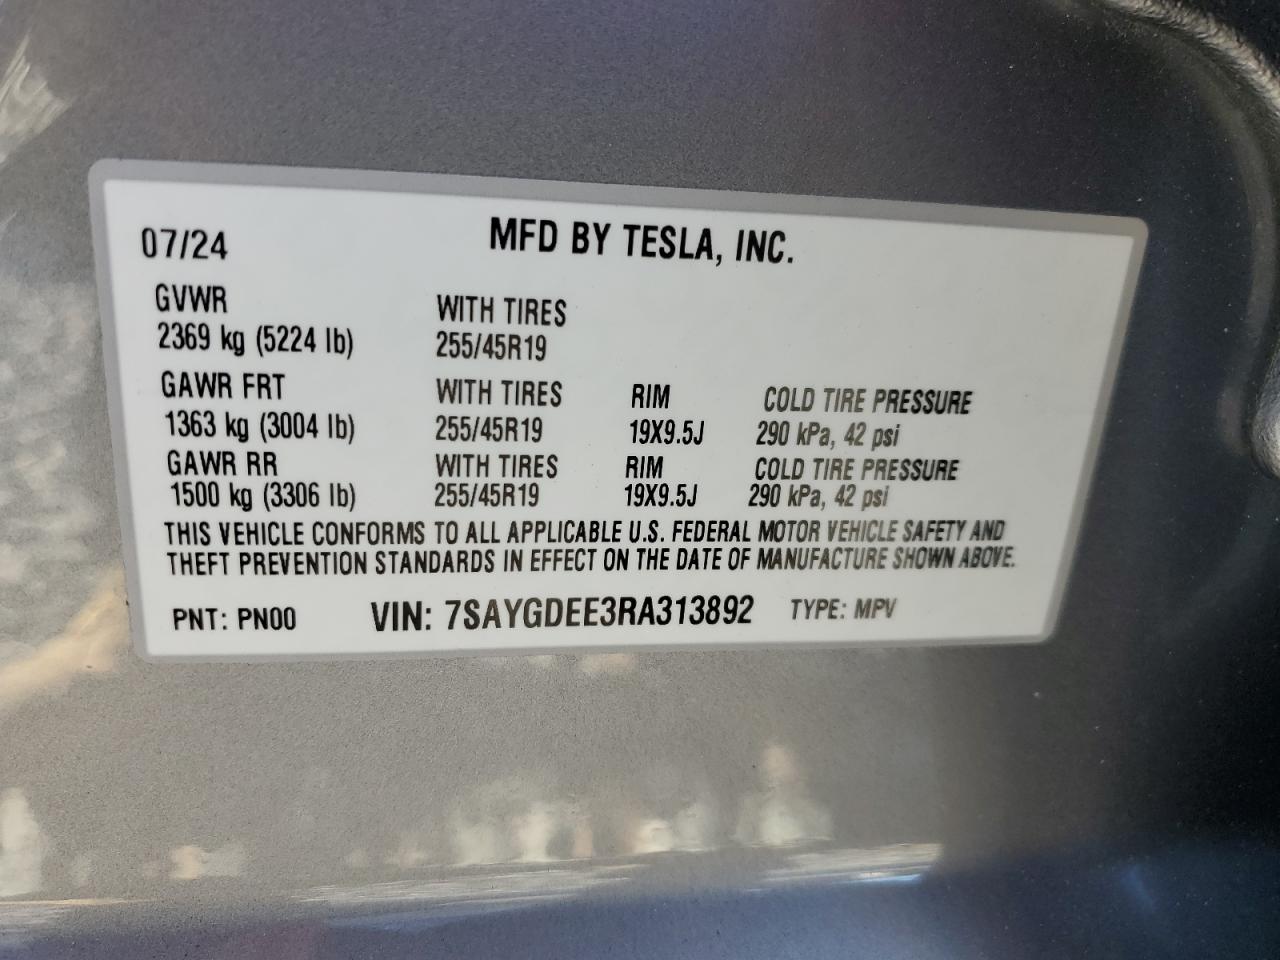 07/24 MFD BY TESLA, INC.
GVWR WITH TIRES
2369 kg (5224 lb) 255/45R19
GAWR FRT WITH TIRES RIM COLD TIRE PRESSURE
1363 kg (3004 lb) 255/45R19 19X9.5J 290 kPa, 42 psi
GAWR RR WITH TIRES RIM COLD TIRE PRESSURE
1500 kg (3306 lb) 255/45R19 19X9.5J 290 kPa, 42 psi
THIS VEHICLE CONFORMS TO ALL APPLICABLE U.S. FEDERAL MOTOR VEHICLE SAFETY AND
THEFT PREVENTION STANDARDS IN EFFECT ON THE DATE OF MANUFACTURE SHOWN ABOVE.
PNT: PN00 VIN: 7SAYGDEE3RA313892 TYPE: MPV